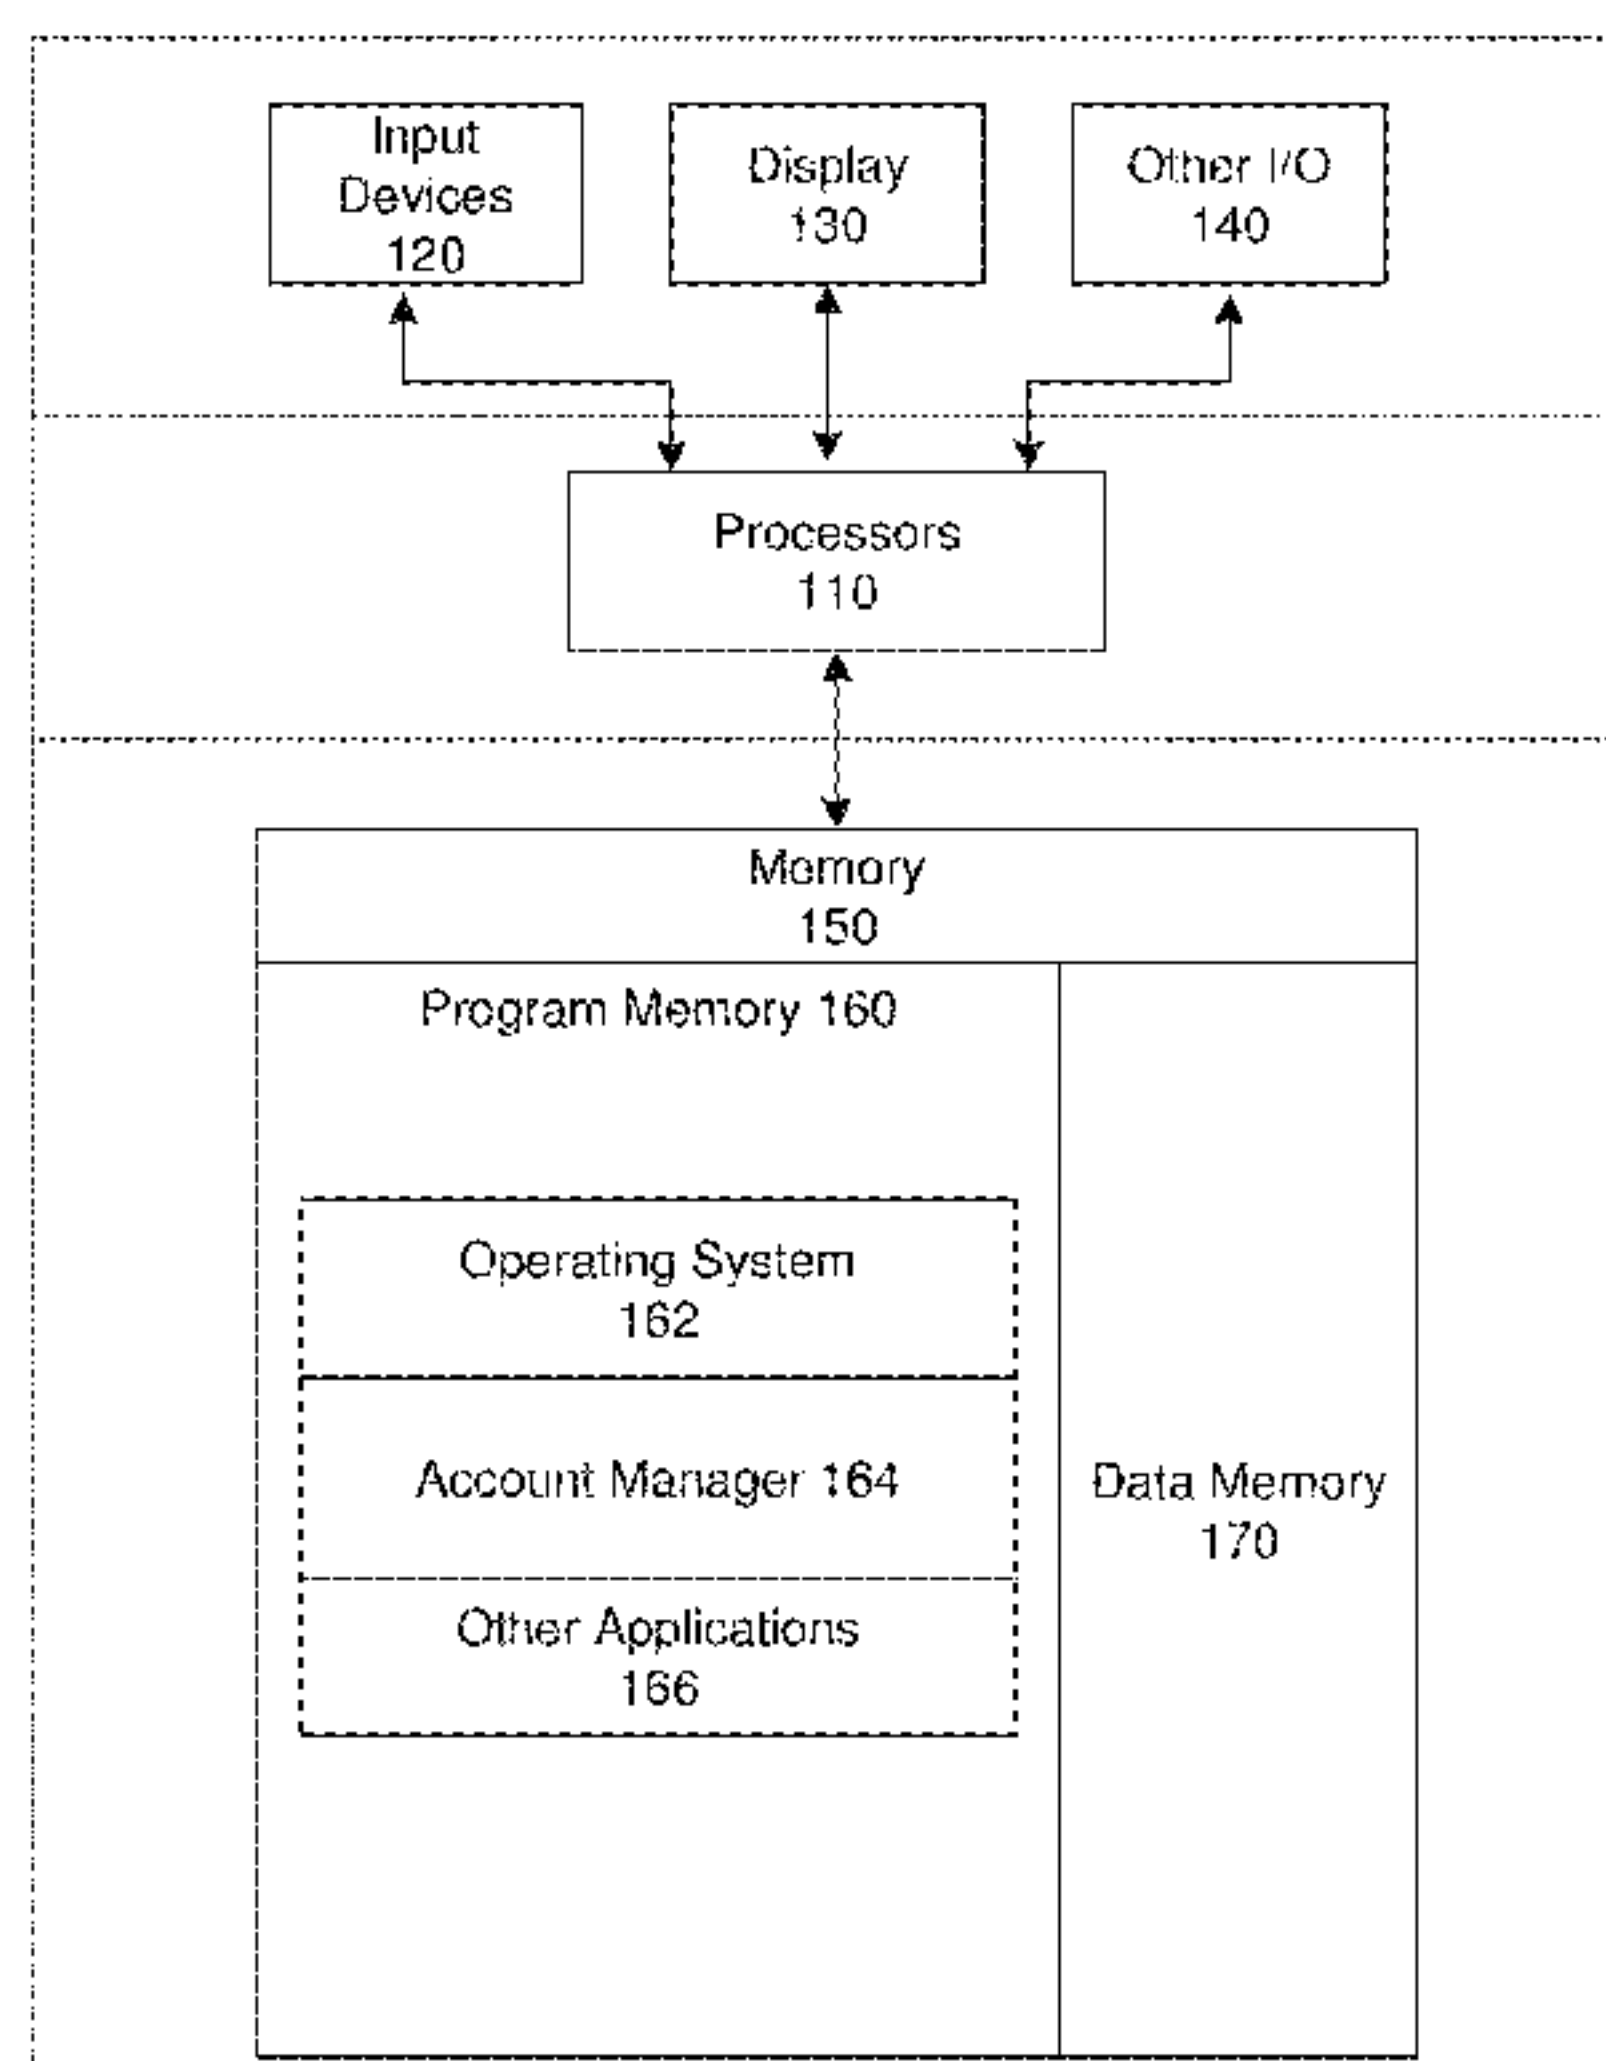 Input
Devices
120
Display
130
Other I/O
140
Processors
110
Memory
150
Program Memory 160
Operating System
162
Account Manager 164
Other Applications
166
Data Memory
170